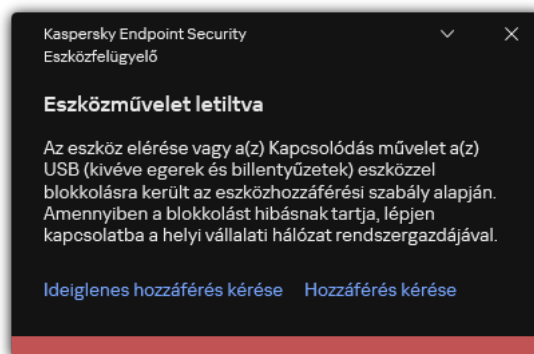 Kaspersky Endpoint Security
Eszközfelügyelő
Eszközművelet letiltva
Az eszköz elérése vagy a(z) Kapcsolódás művelet a(z)
USB (kivéve egerek és billentyűzetek) eszközzel
blokkolásra került az eszközhozzáférési szabály alapján.
Amennyiben a blokkolást hibásnak tartja, lépjen
kapcsolatba a helyi vállalati hálózat rendszergazdájával.
Ideiglenes hozzáférés kérése Hozzáférés kérése